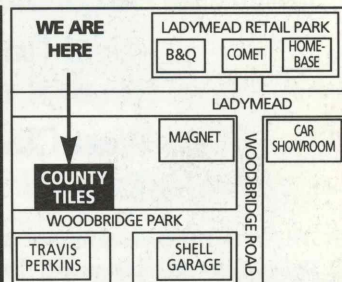 WE ARE
HERE
LADYMEAD RETAIL PARK
B&Q
COMET
HOME-
BASE
LADYMEAD
MAGNET
WOODBRIDGE ROAD
CAR
SHOWROOM
COUNTY
TILES
WOODBRIDGE PARK
TRAVIS
PERKINS
SHELL
GARAGE